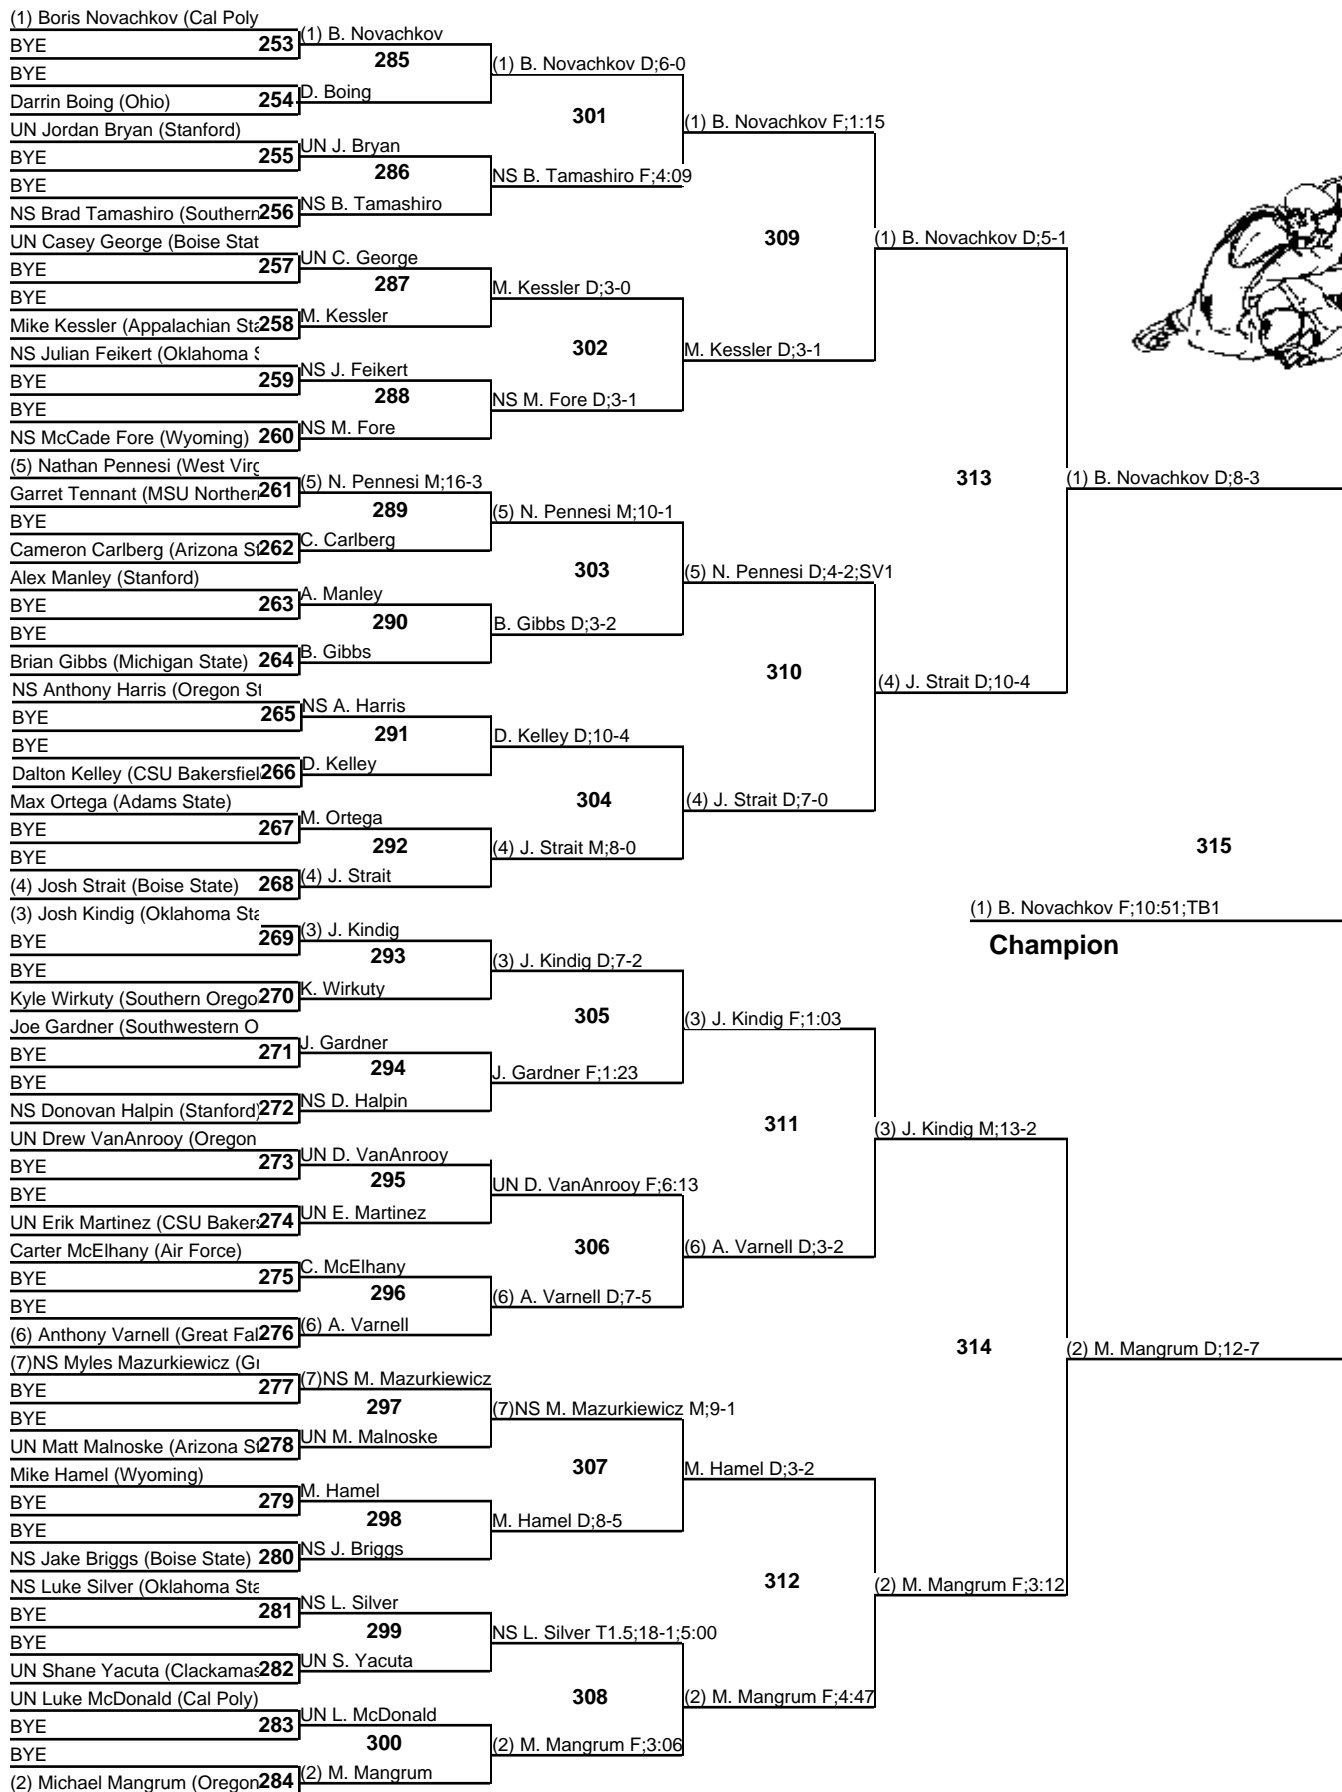 (1) Boris Novachkov (Cal Poly
BYE
253
BYE
Darrin Boing (Ohio)
254
UN Jordan Bryan (Stanford)
BYE
255
BYE
NS Brad Tamashiro (Southern
256
UN Casey George (Boise Stat
BYE
257
BYE
Mike Kessler (Appalachian Sta
258
NS Julian Feikert (Oklahoma S
BYE
259
BYE
NS McCade Fore (Wyoming)
260
(5) Nathan Pennesi (West Virg
Garret Tennant (MSU Northern
261
BYE
Cameron Carlberg (Arizona St
262
Alex Manley (Stanford)
BYE
263
BYE
Brian Gibbs (Michigan State)
264
NS Anthony Harris (Oregon St
BYE
265
BYE
Dalton Kelley (CSU Bakersfiel
266
Max Ortega (Adams State)
BYE
267
BYE
(4) Josh Strait (Boise State)
268
(3) Josh Kindig (Oklahoma Sta
BYE
269
BYE
Kyle Wirkuty (Southern Orego
270
Joe Gardner (Southwestern O
BYE
271
BYE
NS Donovan Halpin (Stanford)
272
UN Drew VanAnrooy (Oregon
BYE
273
BYE
UN Erik Martinez (CSU Bakers
274
Carter McElhany (Air Force)
BYE
275
BYE
(6) Anthony Varnell (Great Fal
276
(7)NS Myles Mazurkiewicz (Gr
BYE
277
BYE
UN Matt Malnoske (Arizona St
278
Mike Hamel (Wyoming)
BYE
279
BYE
NS Jake Briggs (Boise State)
280
NS Luke Silver (Oklahoma Sta
BYE
281
BYE
UN Shane Yacuta (Clackamas
282
UN Luke McDonald (Cal Poly)
BYE
283
BYE
(2) Michael Mangrum (Oregon
284
(1) B. Novachkov
285
D. Boing
UN J. Bryan
286
NS B. Tamashiro
UN C. George
287
M. Kessler
NS J. Feikert
288
NS M. Fore
(5) N. Pennesi M;16-3
289
C. Carlberg
A. Manley
290
B. Gibbs
NS A. Harris
291
D. Kelley
M. Ortega
292
(4) J. Strait
(3) J. Kindig
293
K. Wirkuty
J. Gardner
294
NS D. Halpin
UN D. VanAnrooy
295
UN E. Martinez
C. McElhany
296
(6) A. Varnell
(7)NS M. Mazurkiewicz
297
UN M. Malnoske
M. Hamel
298
NS J. Briggs
NS L. Silver
299
UN S. Yacuta
UN L. McDonald
300
(2) M. Mangrum
(1) B. Novachkov D;6-0
301
NS B. Tamashiro F;4:09
M. Kessler D;3-0
302
NS M. Fore D;3-1
(5) N. Pennesi M;10-1
303
B. Gibbs D;3-2
D. Kelley D;10-4
304
(4) J. Strait M;8-0
(3) J. Kindig D;7-2
305
J. Gardner F;1:23
UN D. VanAnrooy F;6:13
306
(6) A. Varnell D;7-5
(7)NS M. Mazurkiewicz M;9-1
307
M. Hamel D;8-5
NS L. Silver T1.5;18-1;5:00
308
(2) M. Mangrum F;3:06
(1) B. Novachkov F;1:15
309
M. Kessler D;3-1
(5) N. Pennesi D;4-2;SV1
310
(4) J. Strait D;7-0
(3) J. Kindig F;1:03
311
(6) A. Varnell D;3-2
M. Hamel D;3-2
312
(2) M. Mangrum F;4:47
(1) B. Novachkov D;5-1
313
(4) J. Strait D;10-4
(3) J. Kindig M;13-2
314
(2) M. Mangrum F;3:12
(1) B. Novachkov D;8-3
315
(2) M. Mangrum D;12-7
(1) B. Novachkov F;10:51;TB1
Champion